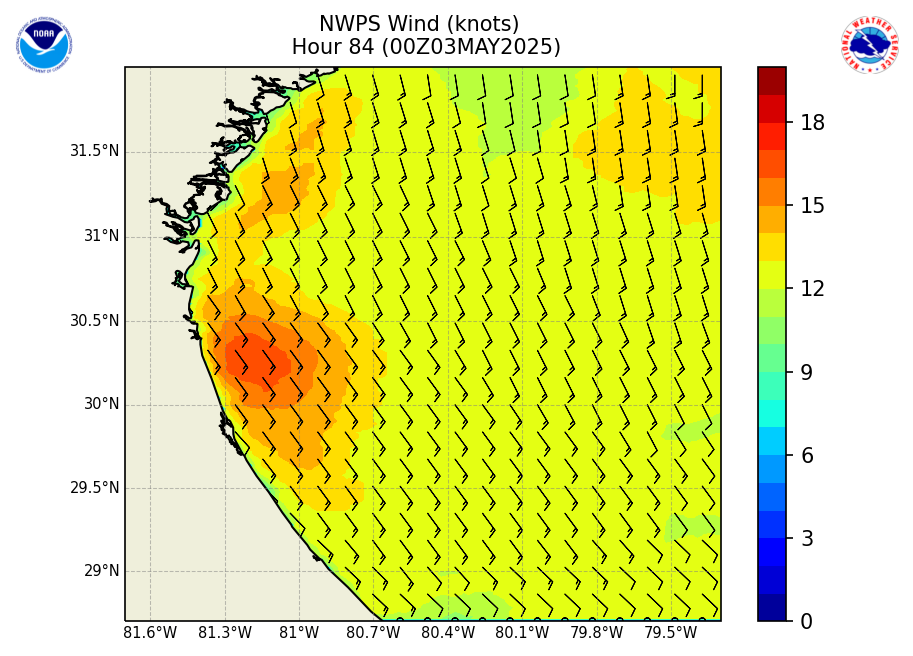 NWPS Wind (knots)
Hour 84 (00Z03MAY2025)
NOAA
NATIONAL WEATHER SERVICE
31.5°N
31°N
30.5°N
30°N
29.5°N
29°N
81.6°W 81.3°W 81°W 80.7°W 80.4°W 80.1°W 79.8°W 79.5°W
18
15
12
9
6
3
0